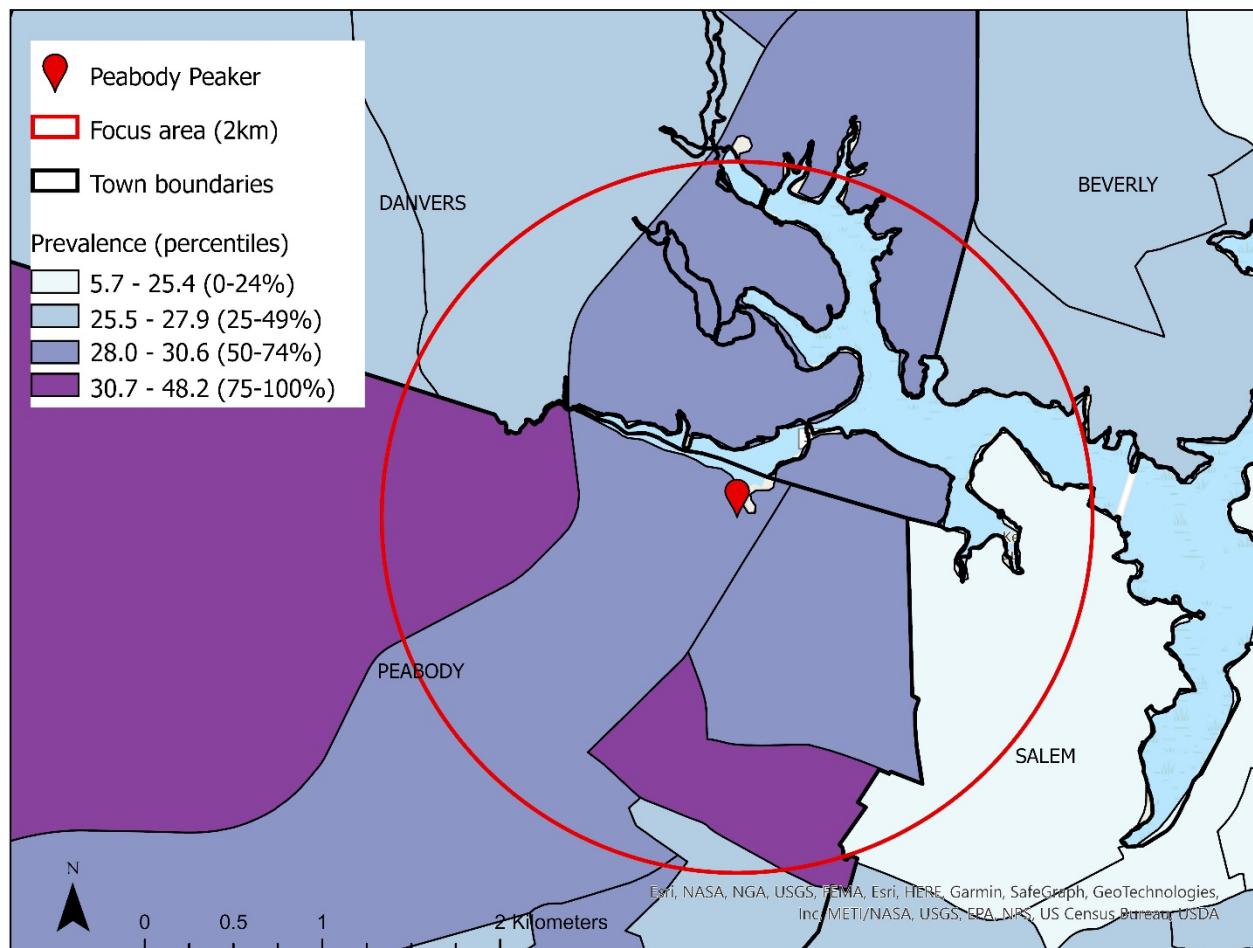 Peabody Peaker
Focus area (2km)
Town boundaries
Prevalence (percentiles)
5.7 - 25.4 (0-24%)
25.5 - 27.9 (25-49%)
28.0 - 30.6 (50-74%)
30.7 - 48.2 (75-100%)
DANVERS
BEVERLY
PEABODY
SALEM
N
0 0.5 1 2 Kilometers
Esri, NASA, NGA, USGS, FEMA, Esri, HERE, Garmin, SafeGraph, GeoTechnologies,
Inc, METI/NASA, USGS, EPA, NPS, US Census Bureau, USDA